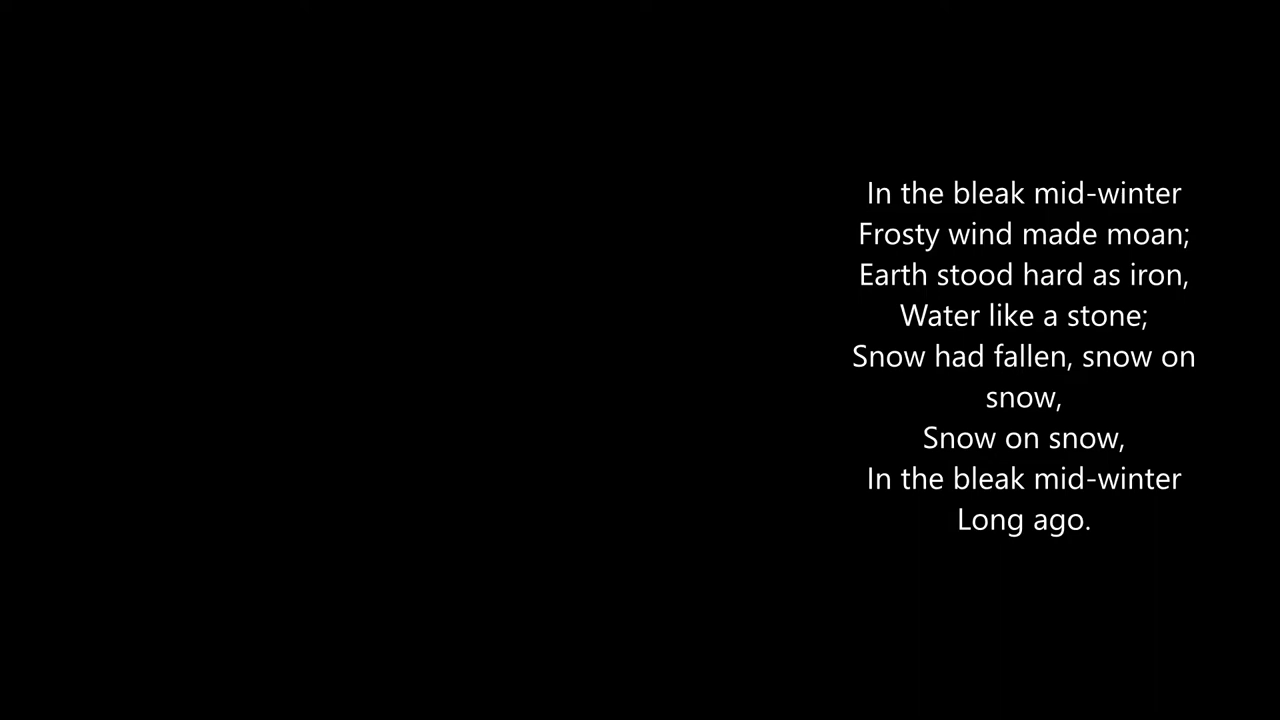 In the bleak mid-winter
Frosty wind made moan;
Earth stood hard as iron,
Water like a stone;
Snow had fallen, snow on
snow,
Snow on snow,
In the bleak mid-winter
Long ago.